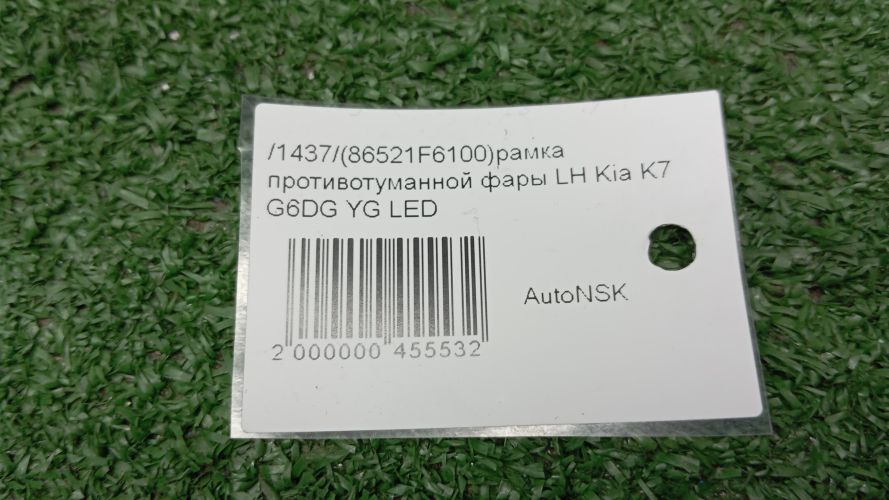 /1437/(86521F6100)рамка
противотуманной фары LH Kia K7
G6DG YG LED
AutoNSK
2 000000 455532